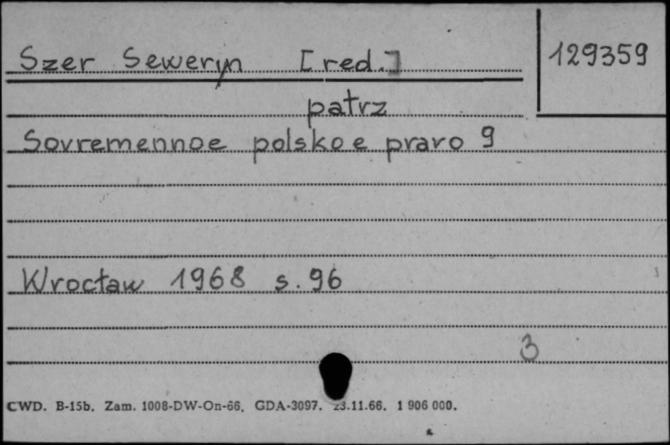 Szer Seweryn [red.]
129359
patrz
Sovremennoe polskoe pravo 9
Wrocław 1968 s. 96
3
CWD. B-15b. Zam. 1008-DW-On-66. GDA-3097. 23.11.66. 1 906 000.